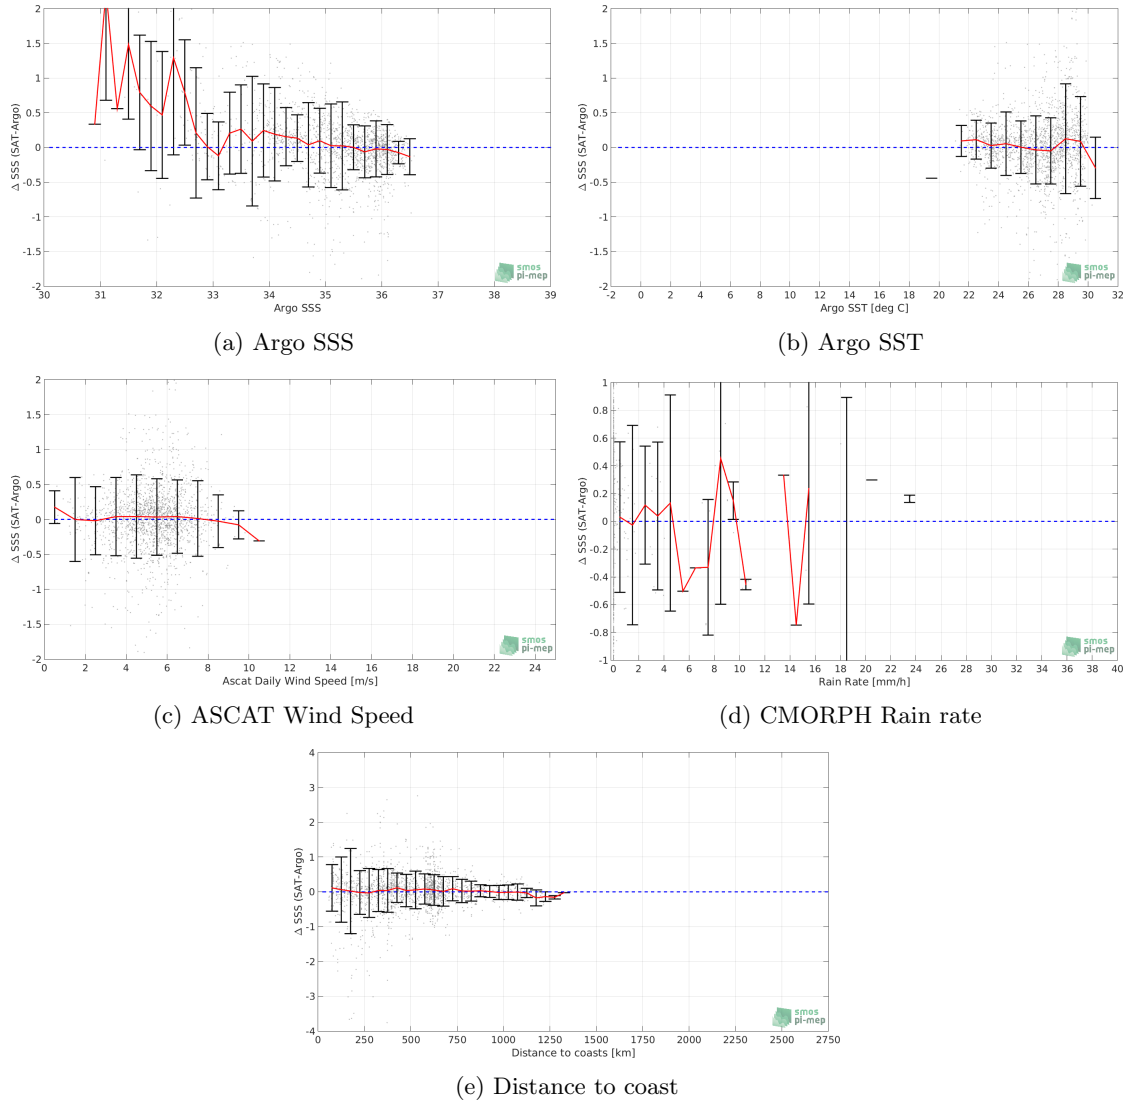 2
1.5
1
0.5
0
-0.5
-1
-1.5
-2
Δ SSS (SAT-Argo)
30 31 32 33 34 35 36 37 38 39
Argo SSS
smos
pi-mep
(a) Argo SSS
2
1.5
1
0.5
0
-0.5
-1
-1.5
-2
Δ SSS (SAT-Argo)
-2 0 2 4 6 8 10 12 14 16 18 20 22 24 26 28 30 32
Argo SST [deg C]
smos
pi-mep
(b) Argo SST
2
1.5
1
0.5
0
-0.5
-1
-1.5
-2
Δ SSS (SAT-Argo)
0 2 4 6 8 10 12 14 16 18 20 22 24
Ascat Daily Wind Speed [m/s]
smos
pi-mep
(c) ASCAT Wind Speed
1
0.8
0.6
0.4
0.2
0
-0.2
-0.4
-0.6
-0.8
-1
Δ SSS (SAT-Argo)
0 2 4 6 8 10 12 14 16 18 20 22 24 26 28 30 32 34 36 38 40
Rain Rate [mm/h]
smos
pi-mep
(d) CMORPH Rain rate
4
3
2
1
0
-1
-2
-3
-4
Δ SSS (SAT-Argo)
0 250 500 750 1000 1250 1500 1750 2000 2250 2500 2750
Distance to coasts [km]
smos
pi-mep
(e) Distance to coast